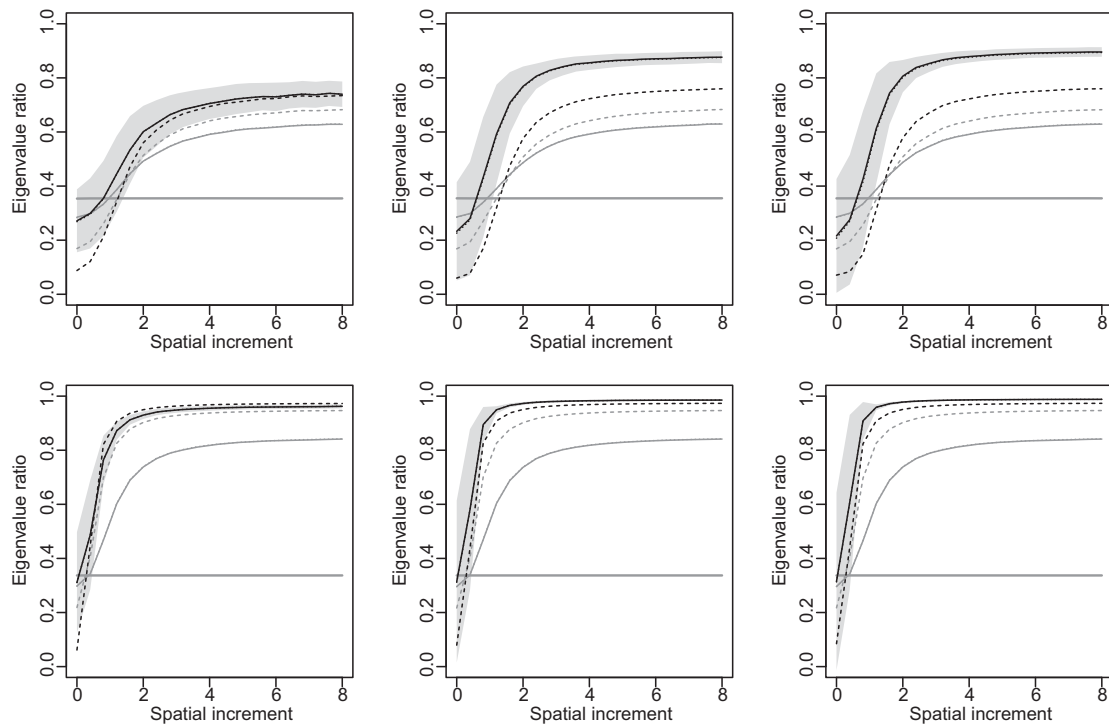 1.0 1.0 1.0
0.8 0.8 0.8
0.6 0.6 0.6
Eigenvalue ratio Eigenvalue ratio Eigenvalue ratio
0.4 0.4 0.4
0.2 0.2 0.2
0.0 0.0 0.0
0 2 4 6 8 0 2 4 6 8 0 2 4 6 8
Spatial increment Spatial increment Spatial increment
1.0 1.0 1.0
0.8 0.8 0.8
0.6 0.6 0.6
Eigenvalue ratio Eigenvalue ratio Eigenvalue ratio
0.4 0.4 0.4
0.2 0.2 0.2
0.0 0.0 0.0
0 2 4 6 8 0 2 4 6 8 0 2 4 6 8
Spatial increment Spatial increment Spatial increment